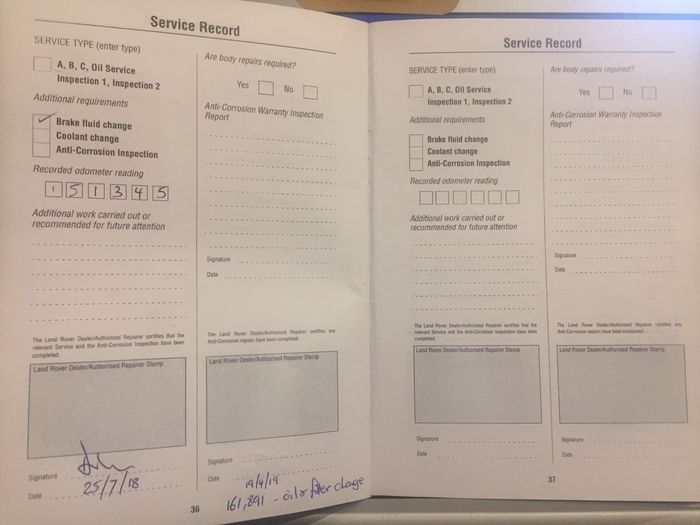 Service Record
SERVICE TYPE (enter type)
A, B, C, Oil Service
Inspection 1, Inspection 2
Additional requirements
Brake fluid change
Coolant change
Anti-Corrosion Inspection
Recorded odometer reading
151345
Additional work carried out or
recommended for future attention
The Land Rover Dealer/Authorised Repairer certifies that the
relevant Service and the Anti-Corrosion Inspection have been
completed.
Land Rover Dealer/Authorised Repairer Stamp
Signature
Date 25/7/18
Are body repairs required?
Yes No
Anti-Corrosion Warranty Inspection
Report
Signature
Date
The Land Rover Dealer/Authorised Repairer certifies any
Anti-Corrosion repairs have been completed.
Land Rover Dealer/Authorised Repairer Stamp
Signature
Date 19/4/19
161,891 - oil & filter change
36
Service Record
SERVICE TYPE (enter type)
A, B, C, Oil Service
Inspection 1, Inspection 2
Additional requirements
Brake fluid change
Coolant change
Anti-Corrosion Inspection
Recorded odometer reading
Additional work carried out or
recommended for future attention
The Land Rover Dealer/Authorised Repairer certifies that the
relevant Service and the Anti-Corrosion Inspection have been
completed.
Land Rover Dealer/Authorised Repairer Stamp
Signature
Date
Are body repairs required?
Yes No
Anti-Corrosion Warranty Inspection
Report
Signature
Date
The Land Rover Dealer/Authorised Repairer certifies any
Anti-Corrosion repairs have been completed.
Land Rover Dealer/Authorised Repairer Stamp
Signature
Date
37